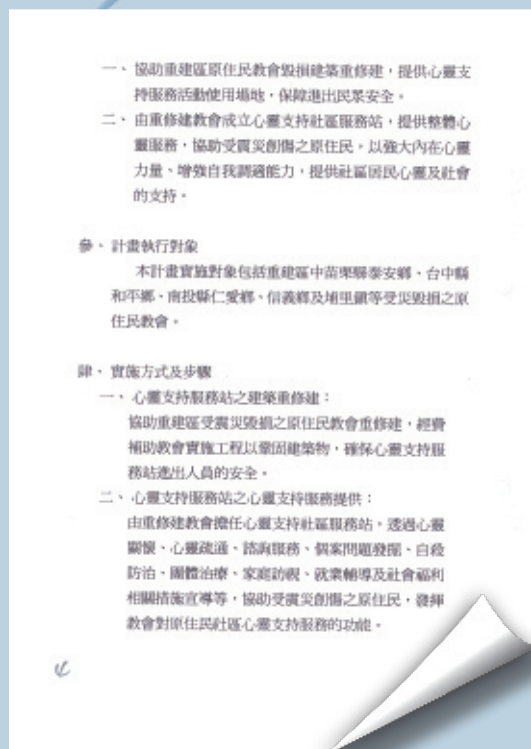 一、協助重建區原住民教會毀損建築重修建，提供心靈支
持服務活動使用場地，保障進出民眾安全。
二、由重修建教會成立心靈支持社區服務站，提供整體心
靈服務，協助受震災創傷之原住民。以強大內在心靈
力量、增強自我調適能力，提供社區居民心靈及社會
的支持。
參、計畫執行對象
本計畫實施對象包括重建區中苗栗縣泰安鄉、台中縣
和平鄉、南投縣仁愛鄉、信義鄉及埔里鎮等受災毀損之原
住民教會。
肆、實施方式及步驟
一、心靈支持服務站之建築重修建：
協助重建區受震災毀損之原住民教會重修建，經費
補助教會實施工程以鞏固建築物，確保心靈支持服
務站進出人員的安全。
二、心靈支持服務站之心靈支持服務提供：
由重修建教會擔任心靈支持社區服務站，透過心靈
關懷、心靈疏通、諮詢服務、個案問題發掘、自殺
防治、團體治療、家庭訪視、就業輔導及社會福利
相關措施宣導等，協助受震災創傷之原住民，發揮
教會對原住民社區心靈支持服務的功能。